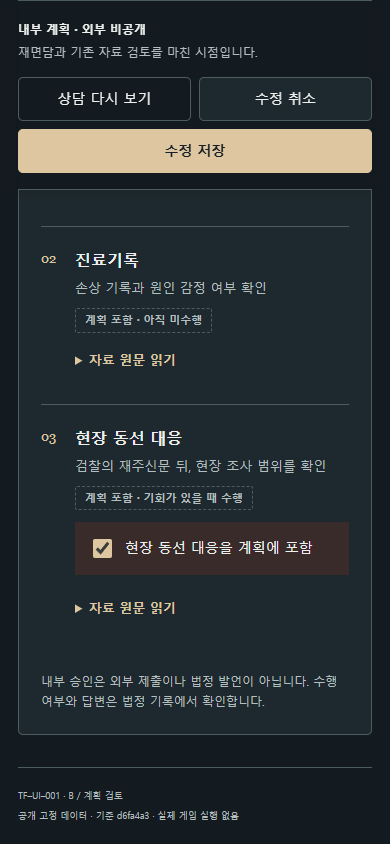 내부 계획 · 외부 비공개
재면담과 기존 자료 검토를 마친 시점입니다.
상담 다시 보기
수정 취소
수정 저장
02 진료기록
손상 기록과 원인 감정 여부 확인
계획 포함 · 아직 미수행
▶ 자료 원문 읽기
03 현장 동선 대응
검찰의 재주신문 뒤, 현장 조사 범위를 확인
계획 포함 · 기회가 있을 때 수행
현장 동선 대응을 계획에 포함
▶ 자료 원문 읽기
내부 승인은 외부 제출이나 법정 발언이 아닙니다. 수행
여부와 답변은 법정 기록에서 확인합니다.
TF-UI-001 · B / 계획 검토
공개 고정 데이터 · 기준 d6fa4a3 · 실제 게임 실행 없음